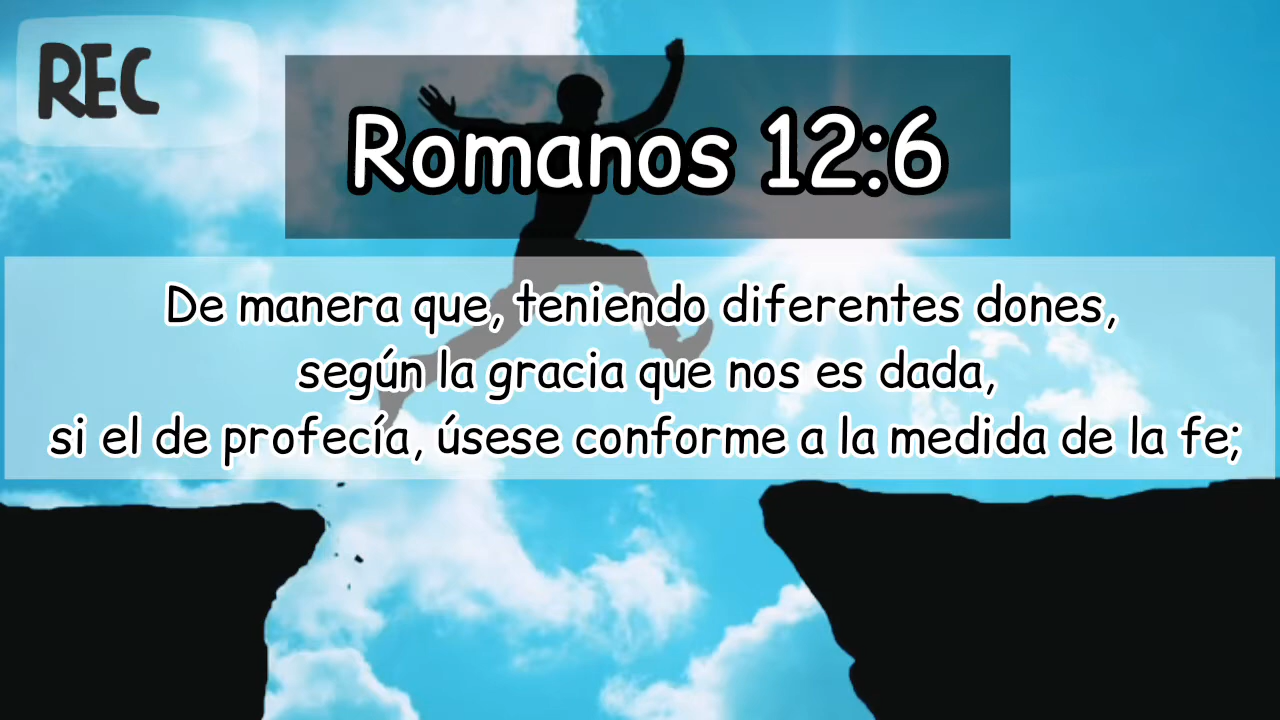 REC
Romanos 12:6
De manera que, teniendo diferentes dones,
según la gracia que nos es dada,
si el de profecía, úsese conforme a la medida de la fe;